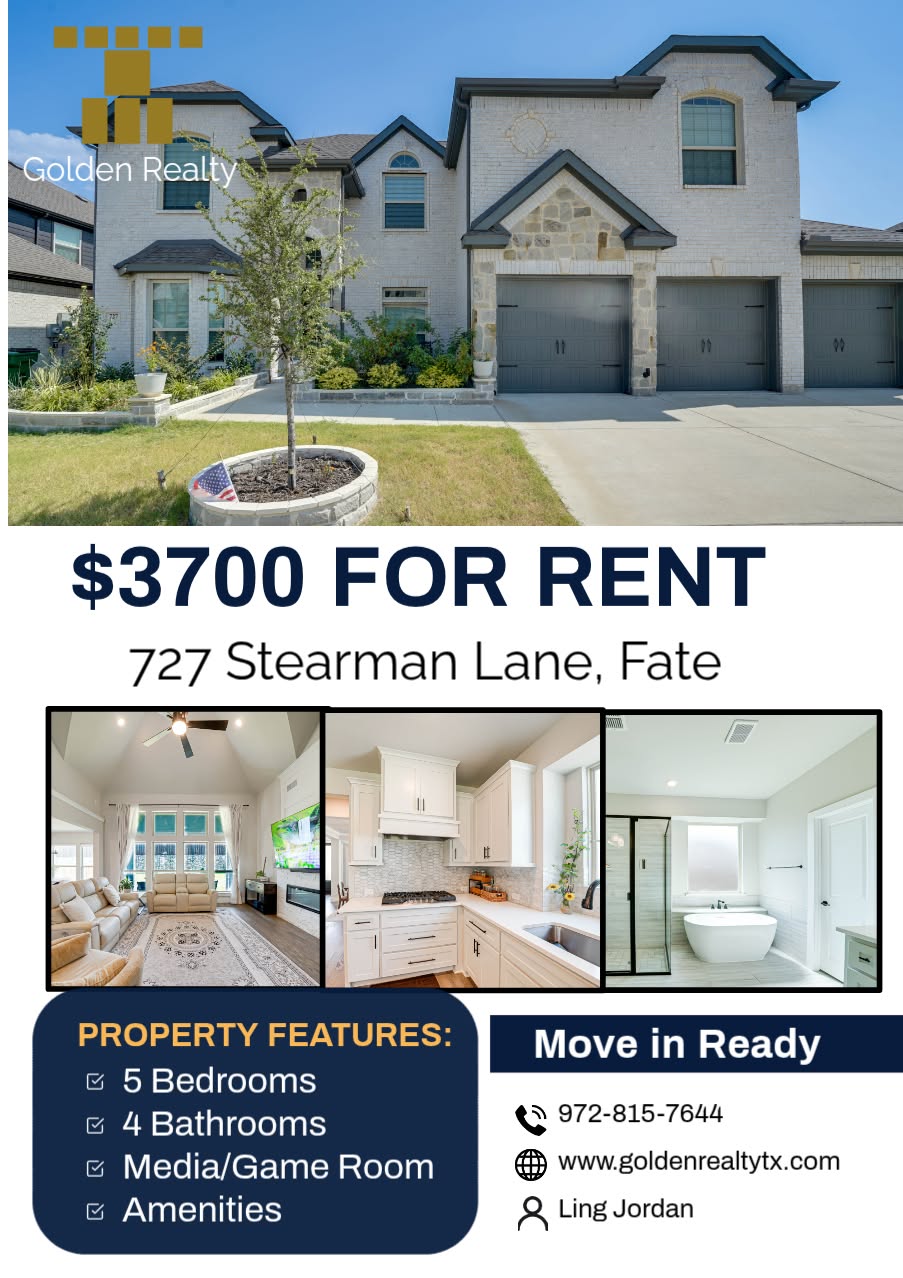 Golden Realty
727
$3700 FOR RENT
727 Stearman Lane, Fate
PROPERTY FEATURES:
5 Bedrooms
4 Bathrooms
Media/Game Room
Amenities
Move in Ready
972-815-7644
www.goldenrealtytx.com
Ling Jordan